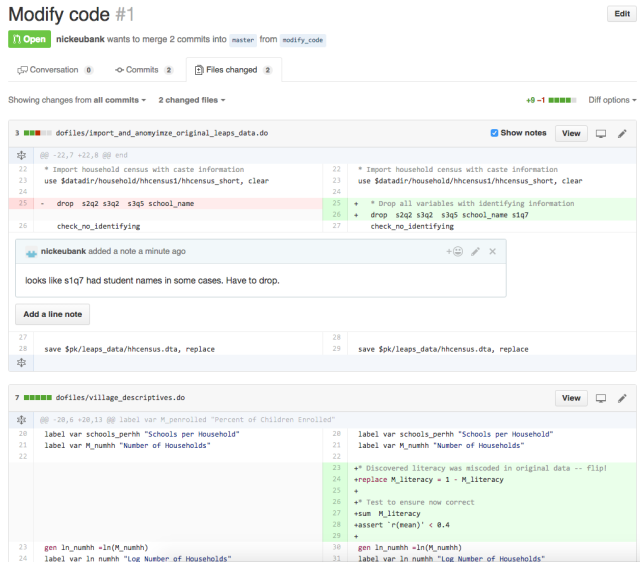 Modify code #1
Edit
Open nickeubank wants to merge 2 commits into master from modify_code
Conversation 0 Commits 2 Files changed 2
Showing changes from all commits 2 changed files +9 −1 Diff options
3 dofiles/import_and_anomyimze_original_leaps_data.do Show notes View
@@ -22,7 +22,8 @@ end
22 * Import household census with caste information 22 * Import household census with caste information
23 use $datadir/household/hhcensus1/hhcensus_short, clear 23 use $datadir/household/hhcensus1/hhcensus_short, clear
24 24
25 - drop s2q2 s3q2 s3q5 school_name 25 + * Drop all variables with identifying information
26 + drop s2q2 s3q2 s3q5 school_name s1q7
26 check_no_identifying 27 check_no_identifying
nickeubank added a note a minute ago
looks like s1q7 had student names in some cases. Have to drop.
Add a line note
27 28
28 save $pk/leaps_data/hhcensus.dta, replace 29 save $pk/leaps_data/hhcensus.dta, replace
7 dofiles/village_descriptives.do View
@@ -20,6 +20,13 @@ label var M_penrolled "Percent of Children Enrolled"
20 label var schools_perhh "Schools per Household" 20 label var schools_perhh "Schools per Household"
21 label var M_numhh "Number of Households" 21 label var M_numhh "Number of Households"
22 22
23 +* Discovered literacy was miscoded in original data -- flip!
24 +replace M_literacy = 1 - M_literacy
25 +
26 +* Test to ensure now correct
27 +sum M_literacy
28 +assert `r(mean)' < 0.4
29 +
23 gen ln_numhh =ln(M_numhh) 30 gen ln_numhh =ln(M_numhh)
24 label var ln_numhh "Log Number of Households" 31 label var ln_numhh "Log Number of Households"